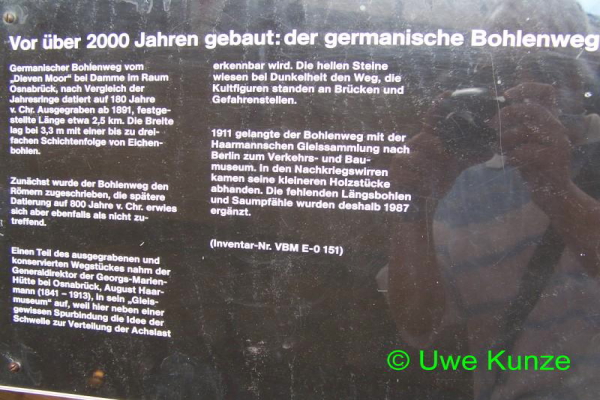 Vor über 2000 Jahren gebaut: der germanische Bohlenweg
Germanischer Bohlenweg vom
„Dieven Moor" bei Damme im Raum
Osnabrück, nach Vergleich der
Jahresringe datiert auf 180 Jahre
v. Chr. Ausgegraben ab 1891, festge-
stellte Länge etwa 2,5 km. Die Breite
lag bei 3,3 m mit einer bis zu drei-
fachen Schichtenfolge von Eichen-
bohlen.
Zunächst wurde der Bohlenweg den
Römern zugeschrieben, die spätere
Datierung auf 800 Jahre v. Chr. erwies
sich aber ebenfalls als nicht zu-
treffend.
Einen Teil des ausgegrabenen und
konservierten Wegstückes nahm der
Generaldirektor der Georgs-Marien-
Hütte bei Osnabrück, August Haar-
mann (1841 – 1913), in sein „Gleis-
museum" auf, weil hier neben einer
gewissen Spurbindung die Idee der
Schwelle zur Verteilung der Achslast
erkennbar wird. Die hellen Steine
wiesen bei Dunkelheit den Weg, die
Kultfiguren standen an Brücken und
Gefahrenstellen.
1911 gelangte der Bohlenweg mit der
Haarmannschen Gleissammlung nach
Berlin zum Verkehrs- und Bau-
museum. In den Nachkriegswirren
kamen seine kleineren Holzstücke
abhanden. Die fehlenden Längsbohlen
und Saumpfähle wurden deshalb 1987
ergänzt.
(Inventar-Nr. VBM E-0 151)
© Uwe Kunze